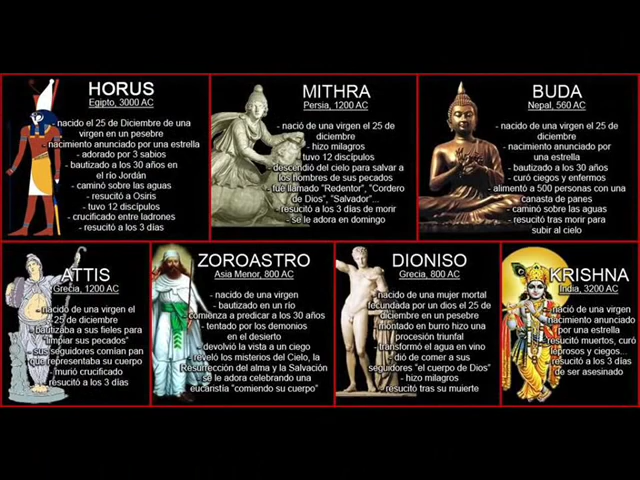 HORUS
Egipto, 3000 AC
- nacido el 25 de Diciembre de una
virgen en un pesebre
- nacimiento anunciado por una estrella
- adorado por 3 sabios
- bautizado a los 30 años en
el río Jordán
- caminó sobre las aguas
- resucitó a Osiris
- tuvo 12 discípulos
- crucificado entre ladrones
- resucitó a los 3 días
MITHRA
Persia, 1200 AC
- nació de una virgen el 25 de
diciembre
- hizo milagros
- tuvo 12 discípulos
- descendió del cielo para salvar a
los hombres de sus pecados
- fue llamado "Redentor", "Cordero
de Dios", "Salvador"...
- resucitó a los 3 días de morir
- se le adora en domingo
BUDA
Nepal, 560 AC
- nacido de una virgen el 25 de
diciembre
- nacimiento anunciado por
una estrella
- bautizado a los 30 años
- curó ciegos y enfermos
- alimentó a 500 personas con una
canasta de panes
- caminó sobre las aguas
- resucitó tras morir para
subir al cielo
ATTIS
Grecia, 1200 AC
- nacido de una virgen el
25 de diciembre
- bautizaba a sus fieles para
"limpiar sus pecados"
- sus seguidores comían pan
que representaba su cuerpo
- murió crucificado
- resucitó a los 3 días
ZOROASTRO
Asia Menor, 800 AC
- nacido de una virgen
- bautizado en un río
- comienza a predicar a los 30 años
- tentado por los demonios
en el desierto
- devolvió la vista a un ciego
- reveló los misterios del Cielo, la
Resurrección del alma y la Salvación
- se le adora celebrando una
eucaristía "comiendo su cuerpo"
DIONISO
Grecia, 800 AC
- nacido de una mujer mortal
fecundada por un dios el 25 de
diciembre en un pesebre
- montado en burro hizo una
procesión triunfal
- transformó el agua en vino
- dió de comer a sus
seguidores "el cuerpo de Dios"
- hizo milagros
- resucitó tras su muerte
KRISHNA
India, 3200 AC
- nació de una virgen
- nacimiento anunciado
por una estrella
- resucitó muertos, curó
leprosos y ciegos...
- resucitó a los 3 días
de ser asesinado